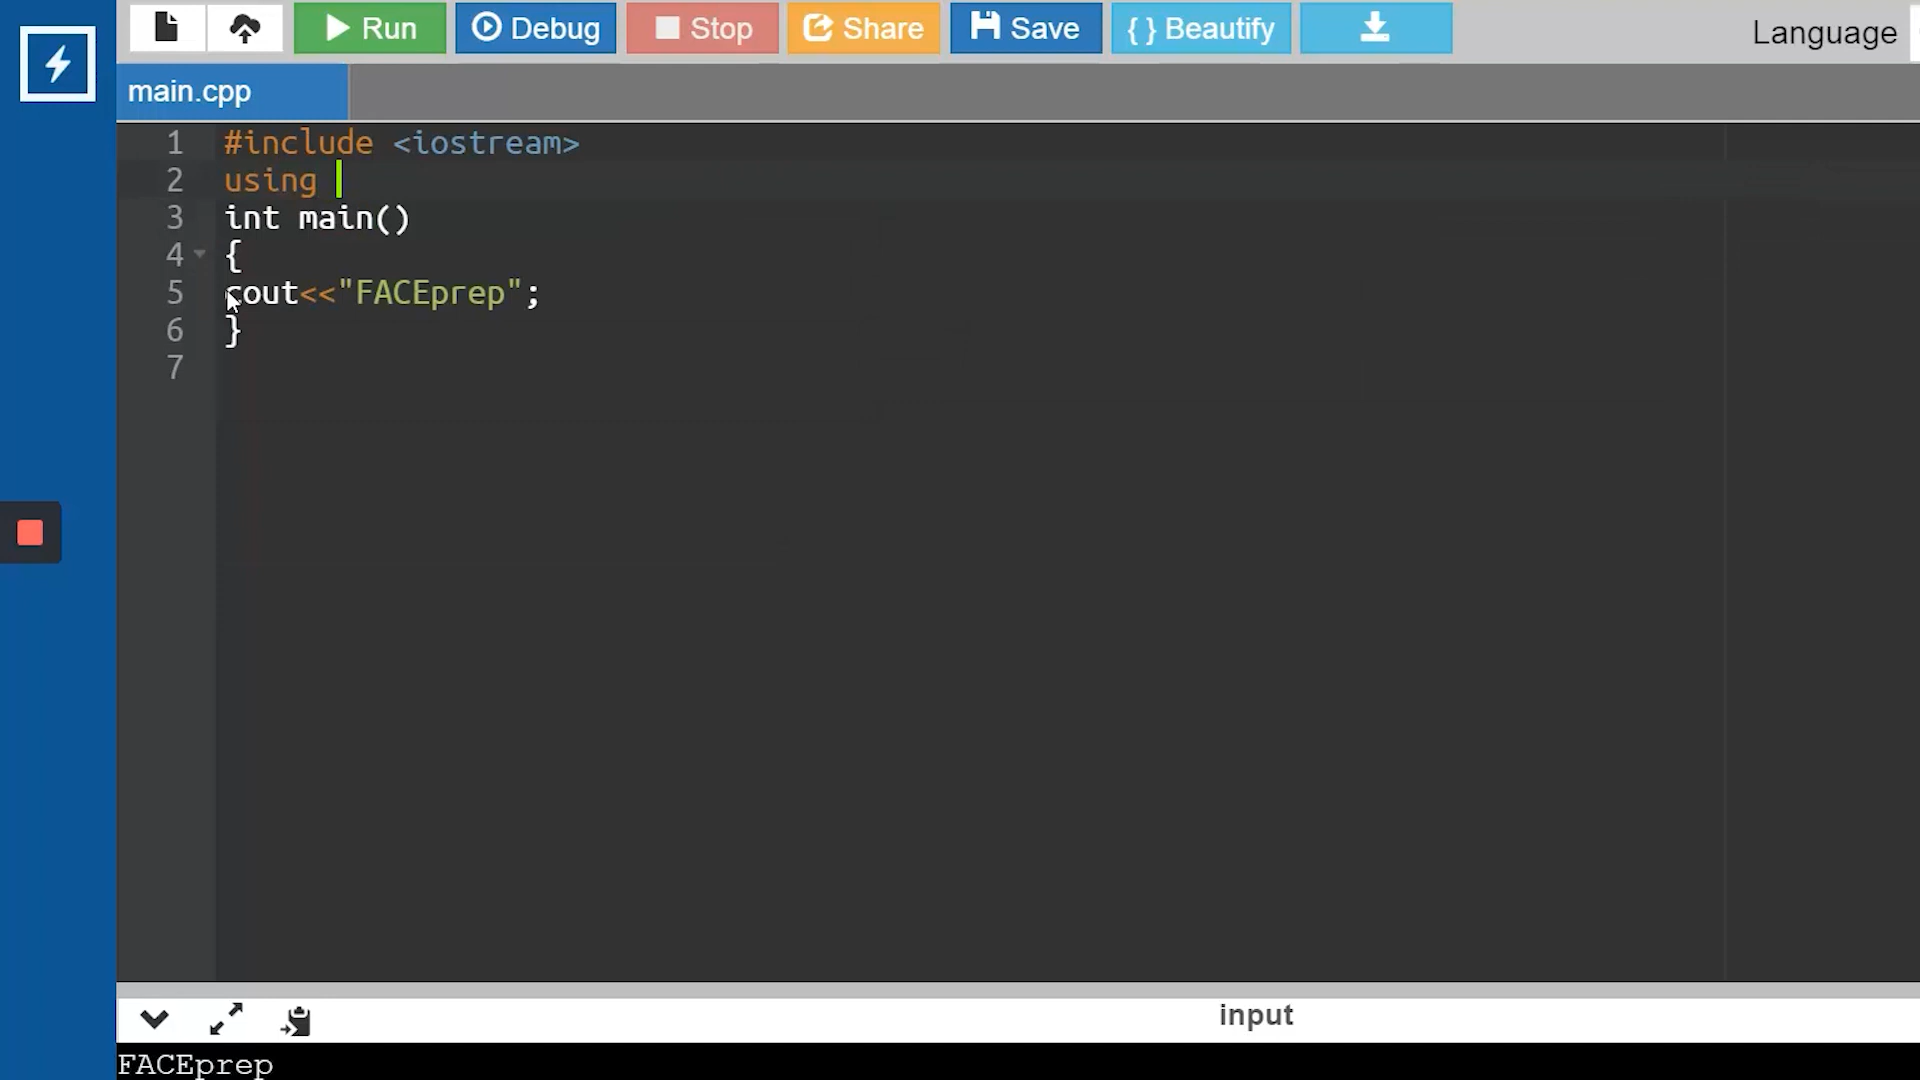 Run Debug Stop Share Save { } Beautify Language
main.cpp
1 #include <iostream>
2 using
3 int main()
4 {
5 cout<<"FACEprep";
6 }
7
input
FACEprep